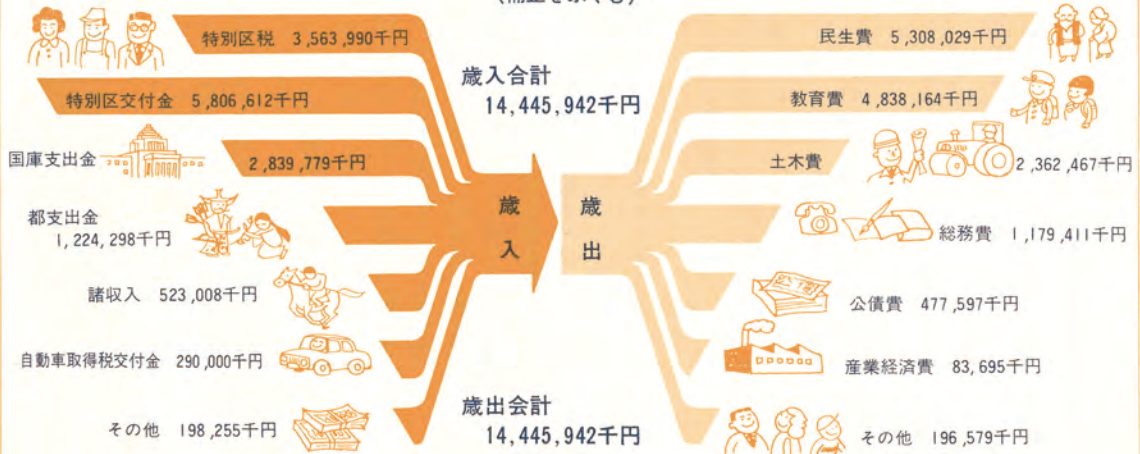 特別区税 3,563,990千円
特別区交付金 5,806,612千円
国庫支出金
2,839,779千円
都支出金
1,224,298千円
諸収入 523,008千円
自動車取得税交付金 290,000千円
その他 198,255千円
歳入合計
14,445,942千円
歳入
歳出
歳出会計
14,445,942千円
民生費 5,308,029千円
教育費 4,838,164千円
土木費
2,362,467千円
総務費 1,179,411千円
公債費 477,597千円
産業経済費 83,695千円
その他 196,579千円